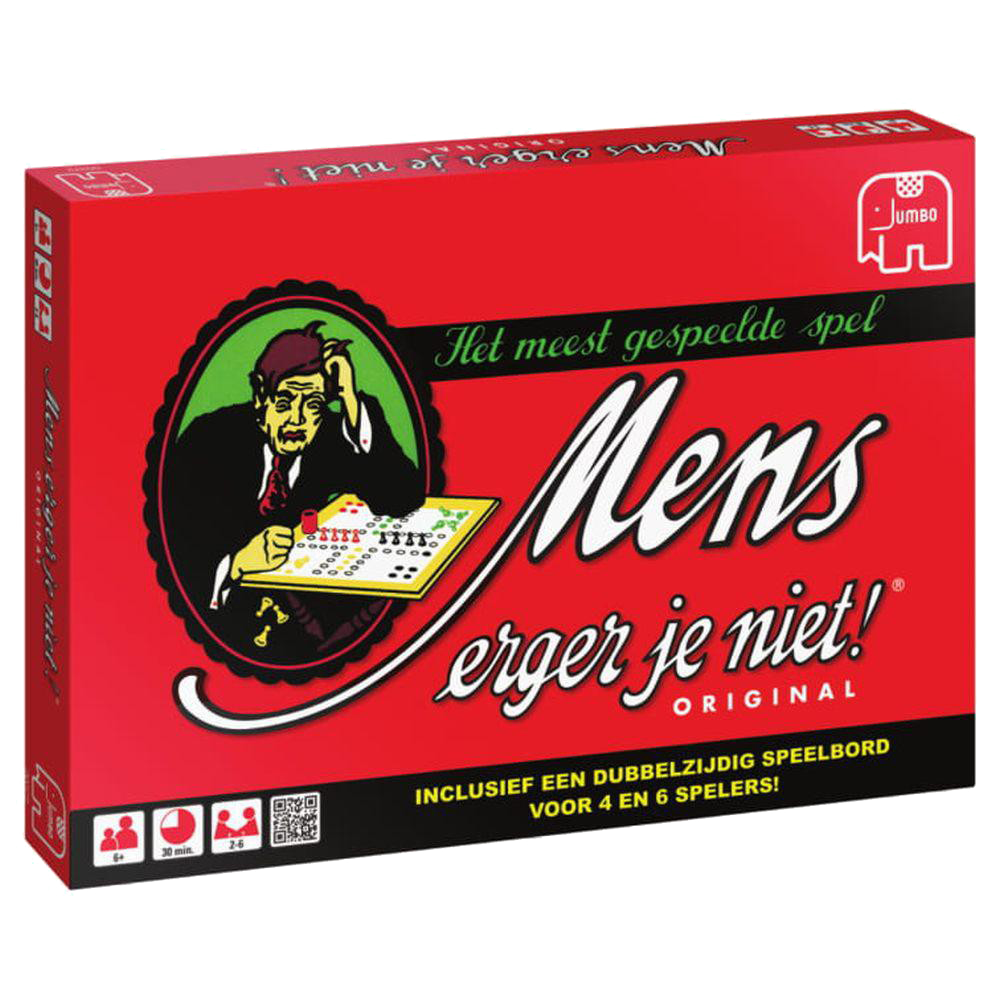 Mens erger je niet!
ORIGINAL
JUMBO
Het meest gespeelde spel
Mens
erger je niet!®
ORIGINAL
INCLUSIEF EEN DUBBELZIJDIG SPEELBORD
VOOR 4 EN 6 SPELERS!
6+
30 min.
2-6
Mens erger je niet!
ORIGINAL
JUMBO